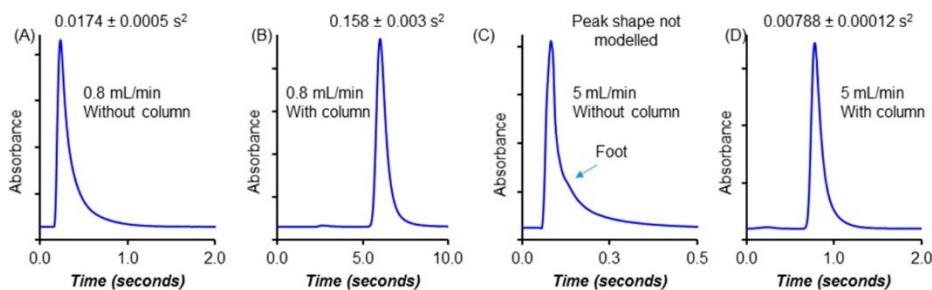 0.0174 ± 0.0005 s²
(A)
0.8 mL/min
Without column
Absorbance
0.0
1.0
2.0
Time (seconds)
0.158 ± 0.003 s²
(B)
0.8 mL/min
With column
Absorbance
0.0
5.0
10.0
Time (seconds)
Peak shape not
modelled
(C)
5 mL/min
Without column
Foot
Absorbance
0.0
0.3
0.5
Time (seconds)
0.00788 ± 0.00012 s²
(D)
5 mL/min
With column
Absorbance
0.0
1.0
2.0
Time (seconds)